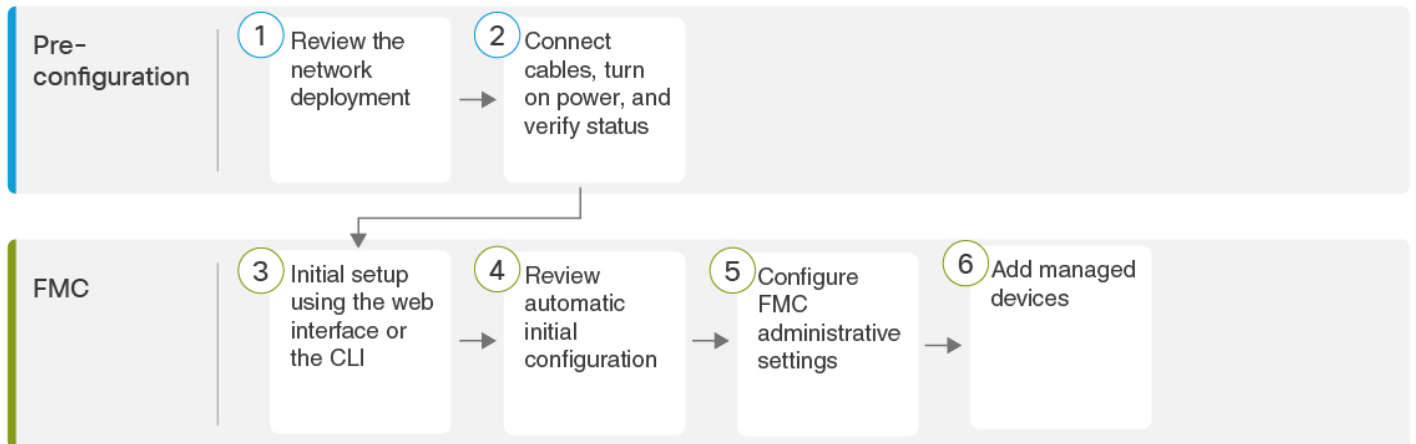 Pre-
configuration
1
Review the
network
deployment
2
Connect
cables, turn
on power, and
verify status
FMC
3
Initial setup
using the web
interface or
the CLI
4
Review
automatic
initial
configuration
5
Configure
FMC
administrative
settings
6
Add managed
devices